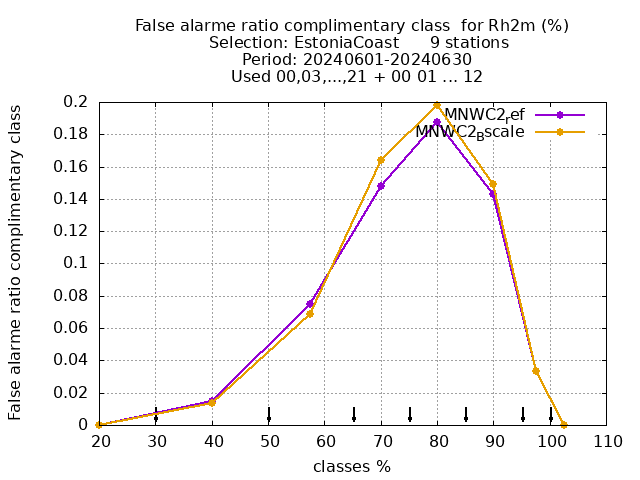 False alarme ratio complimentary class  for Rh2m (%)
Selection: EstoniaCoast      9 stations
Period: 20240601-20240630
Used 00,03,...,21 + 00 01 ... 12
False alarme ratio complimentary class
0.2
0.18
0.16
0.14
0.12
0.1
0.08
0.06
0.04
0.02
0
MNWC2ref
MNWC2Bscale
20 30 40 50 60 70 80 90 100 110
classes %